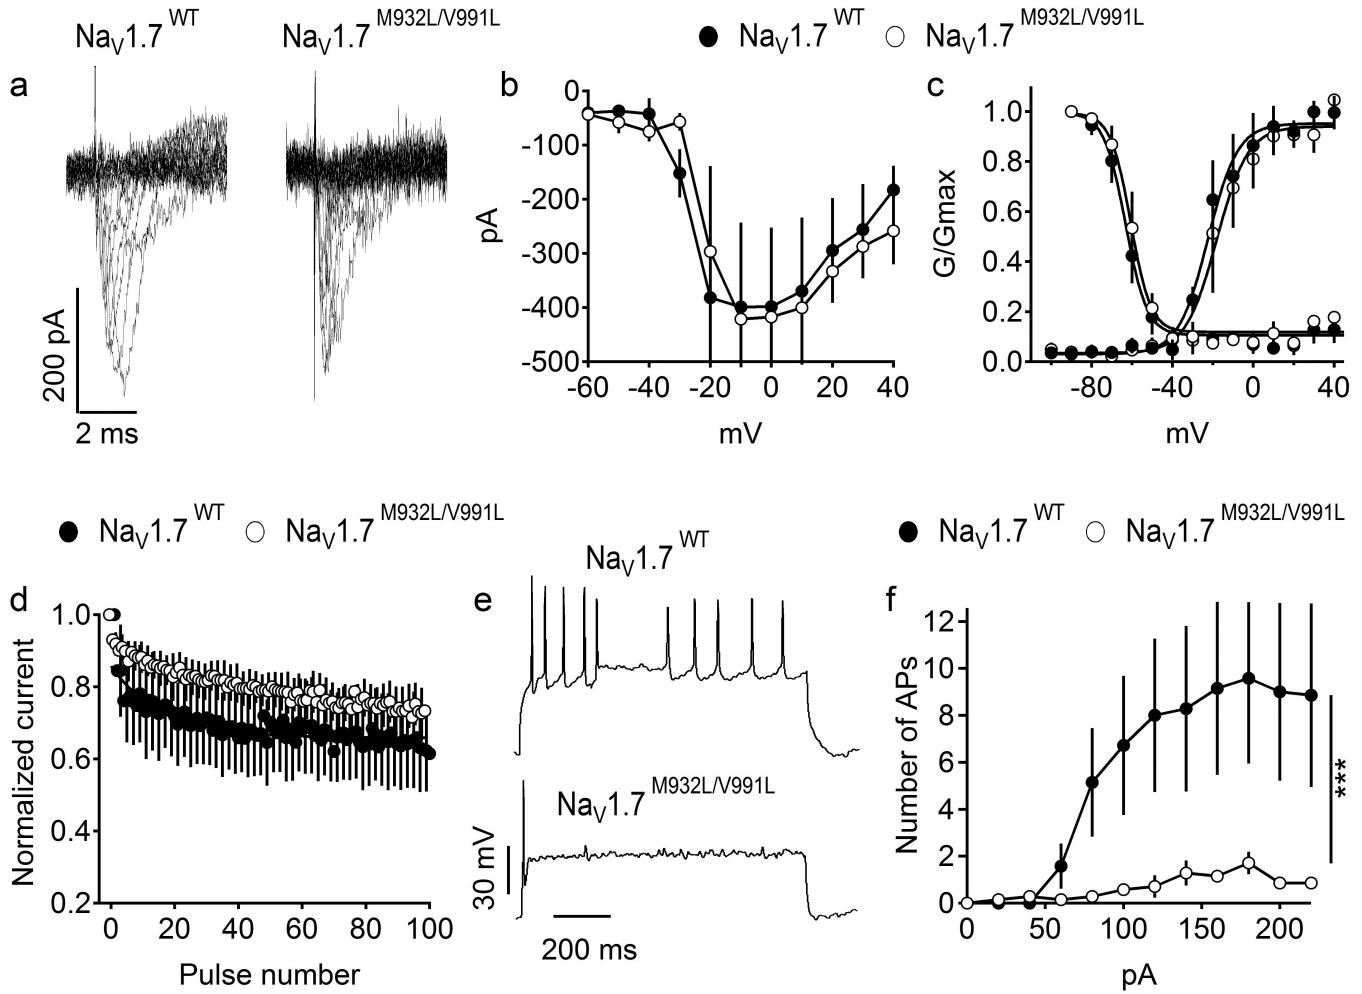 NaV1.7 WT NaV1.7 M932L/V991L NaV1.7 WT NaV1.7 M932L/V991L
a
200 pA
2 ms
b
pA
0
-100
-200
-300
-400
-500
-60 -40 -20 0 20 40
mV
c
G/Gmax
1.0
0.8
0.6
0.4
0.2
0.0
-80 -40 0 40
mV
NaV1.7 WT NaV1.7 M932L/V991L
d
Normalized current
1.0
0.8
0.6
0.4
0.2
0 20 40 60 80 100
Pulse number
e
NaV1.7 WT
NaV1.7 M932L/V991L
30 mV
200 ms
NaV1.7 WT NaV1.7 M932L/V991L
f
Number of APs
12
10
8
6
4
2
0
0 50 100 150 200
pA
***